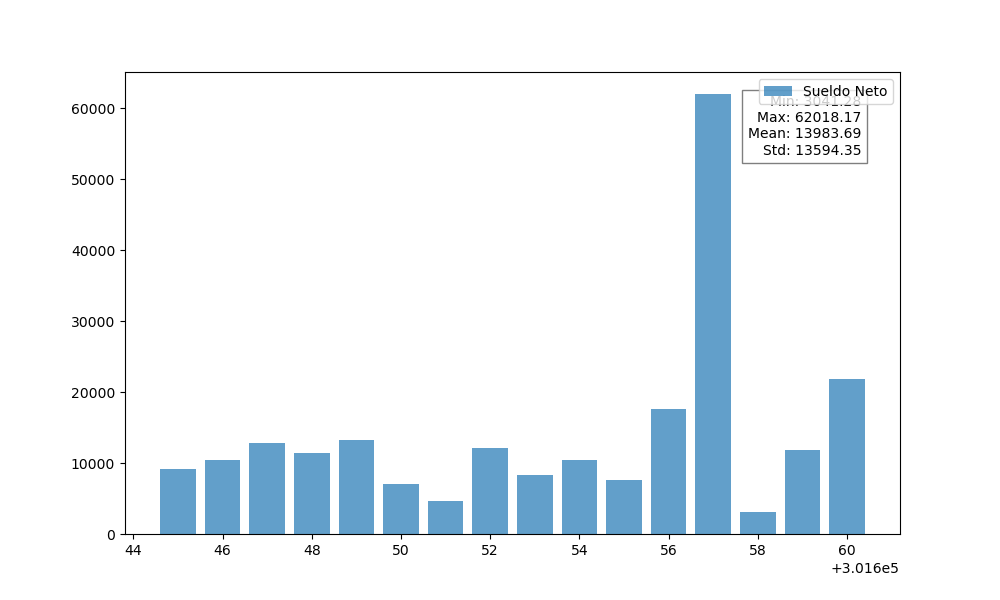 Sueldo Neto
Min: 3041.28
Max: 62018.17
Mean: 13983.69
Std: 13594.35
60000
50000
40000
30000
20000
10000
0
44 46 48 50 52 54 56 58 60
+3.016e5